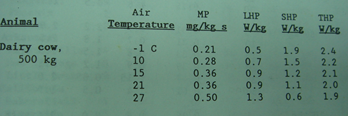 Air MP LHP SHP THP
Animal Temperature mg/kg s W/kg W/kg W/kg
Dairy cow, -1 C 0.21 0.5 1.9 2.4
500 kg 10 0.28 0.7 1.5 2.2
15 0.36 0.9 1.2 2.1
21 0.36 0.9 1.1 2.0
27 0.50 1.3 0.6 1.9